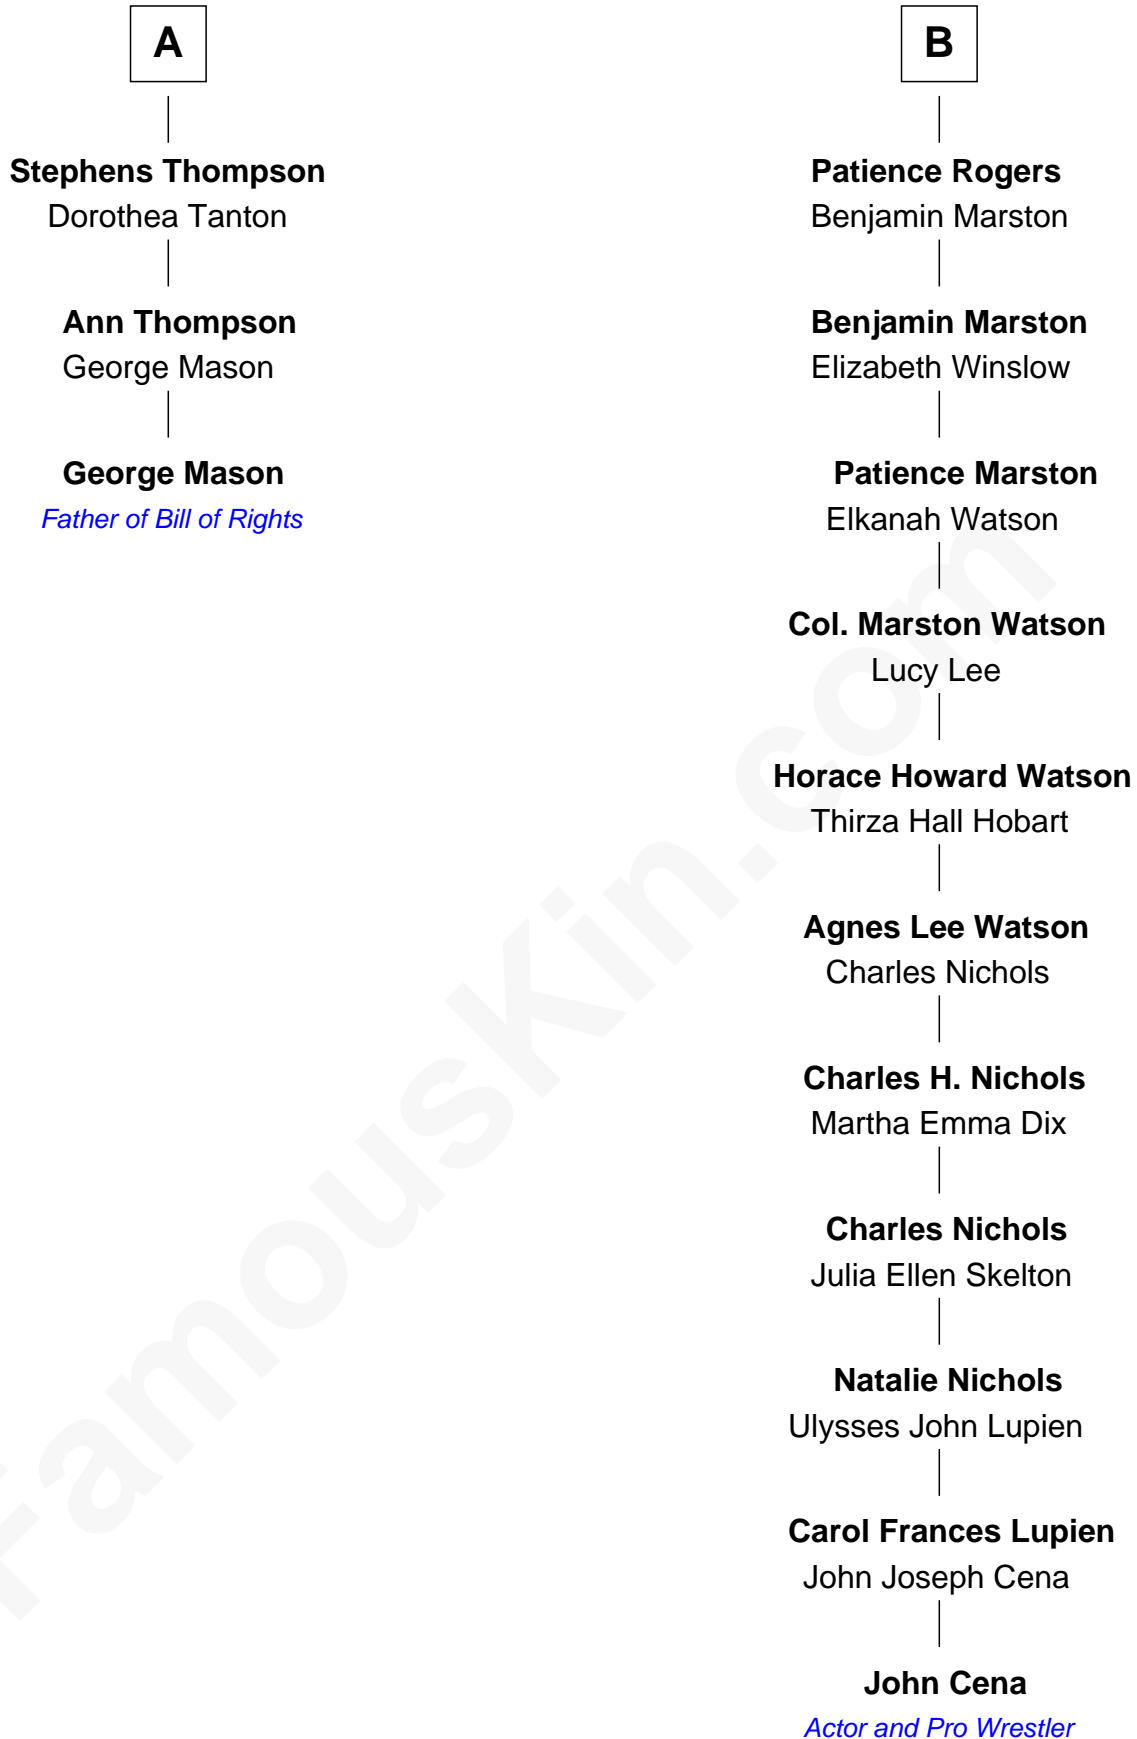 A
Stephens Thompson
Dorothea Tanton
Ann Thompson
George Mason
George Mason
Father of Bill of Rights
B
Patience Rogers
Benjamin Marston
Benjamin Marston
Elizabeth Winslow
Patience Marston
Elkanah Watson
Col. Marston Watson
Lucy Lee
Horace Howard Watson
Thirza Hall Hobart
Agnes Lee Watson
Charles Nichols
Charles H. Nichols
Martha Emma Dix
Charles Nichols
Julia Ellen Skelton
Natalie Nichols
Ulysses John Lupien
Carol Frances Lupien
John Joseph Cena
John Cena
Actor and Pro Wrestler
FamousKin.com